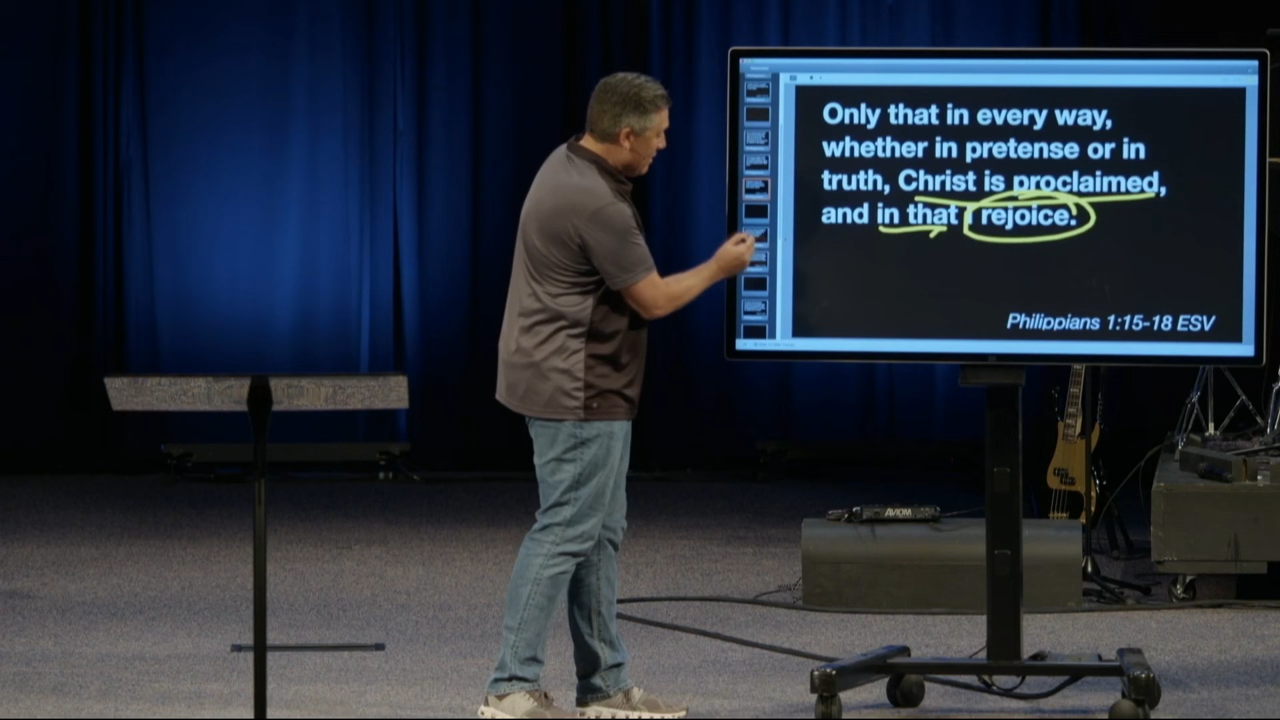 Only that in every way,
whether in pretense or in
truth, Christ is proclaimed,
and in that I rejoice.
Philippians 1:15-18 ESV
AVIOM